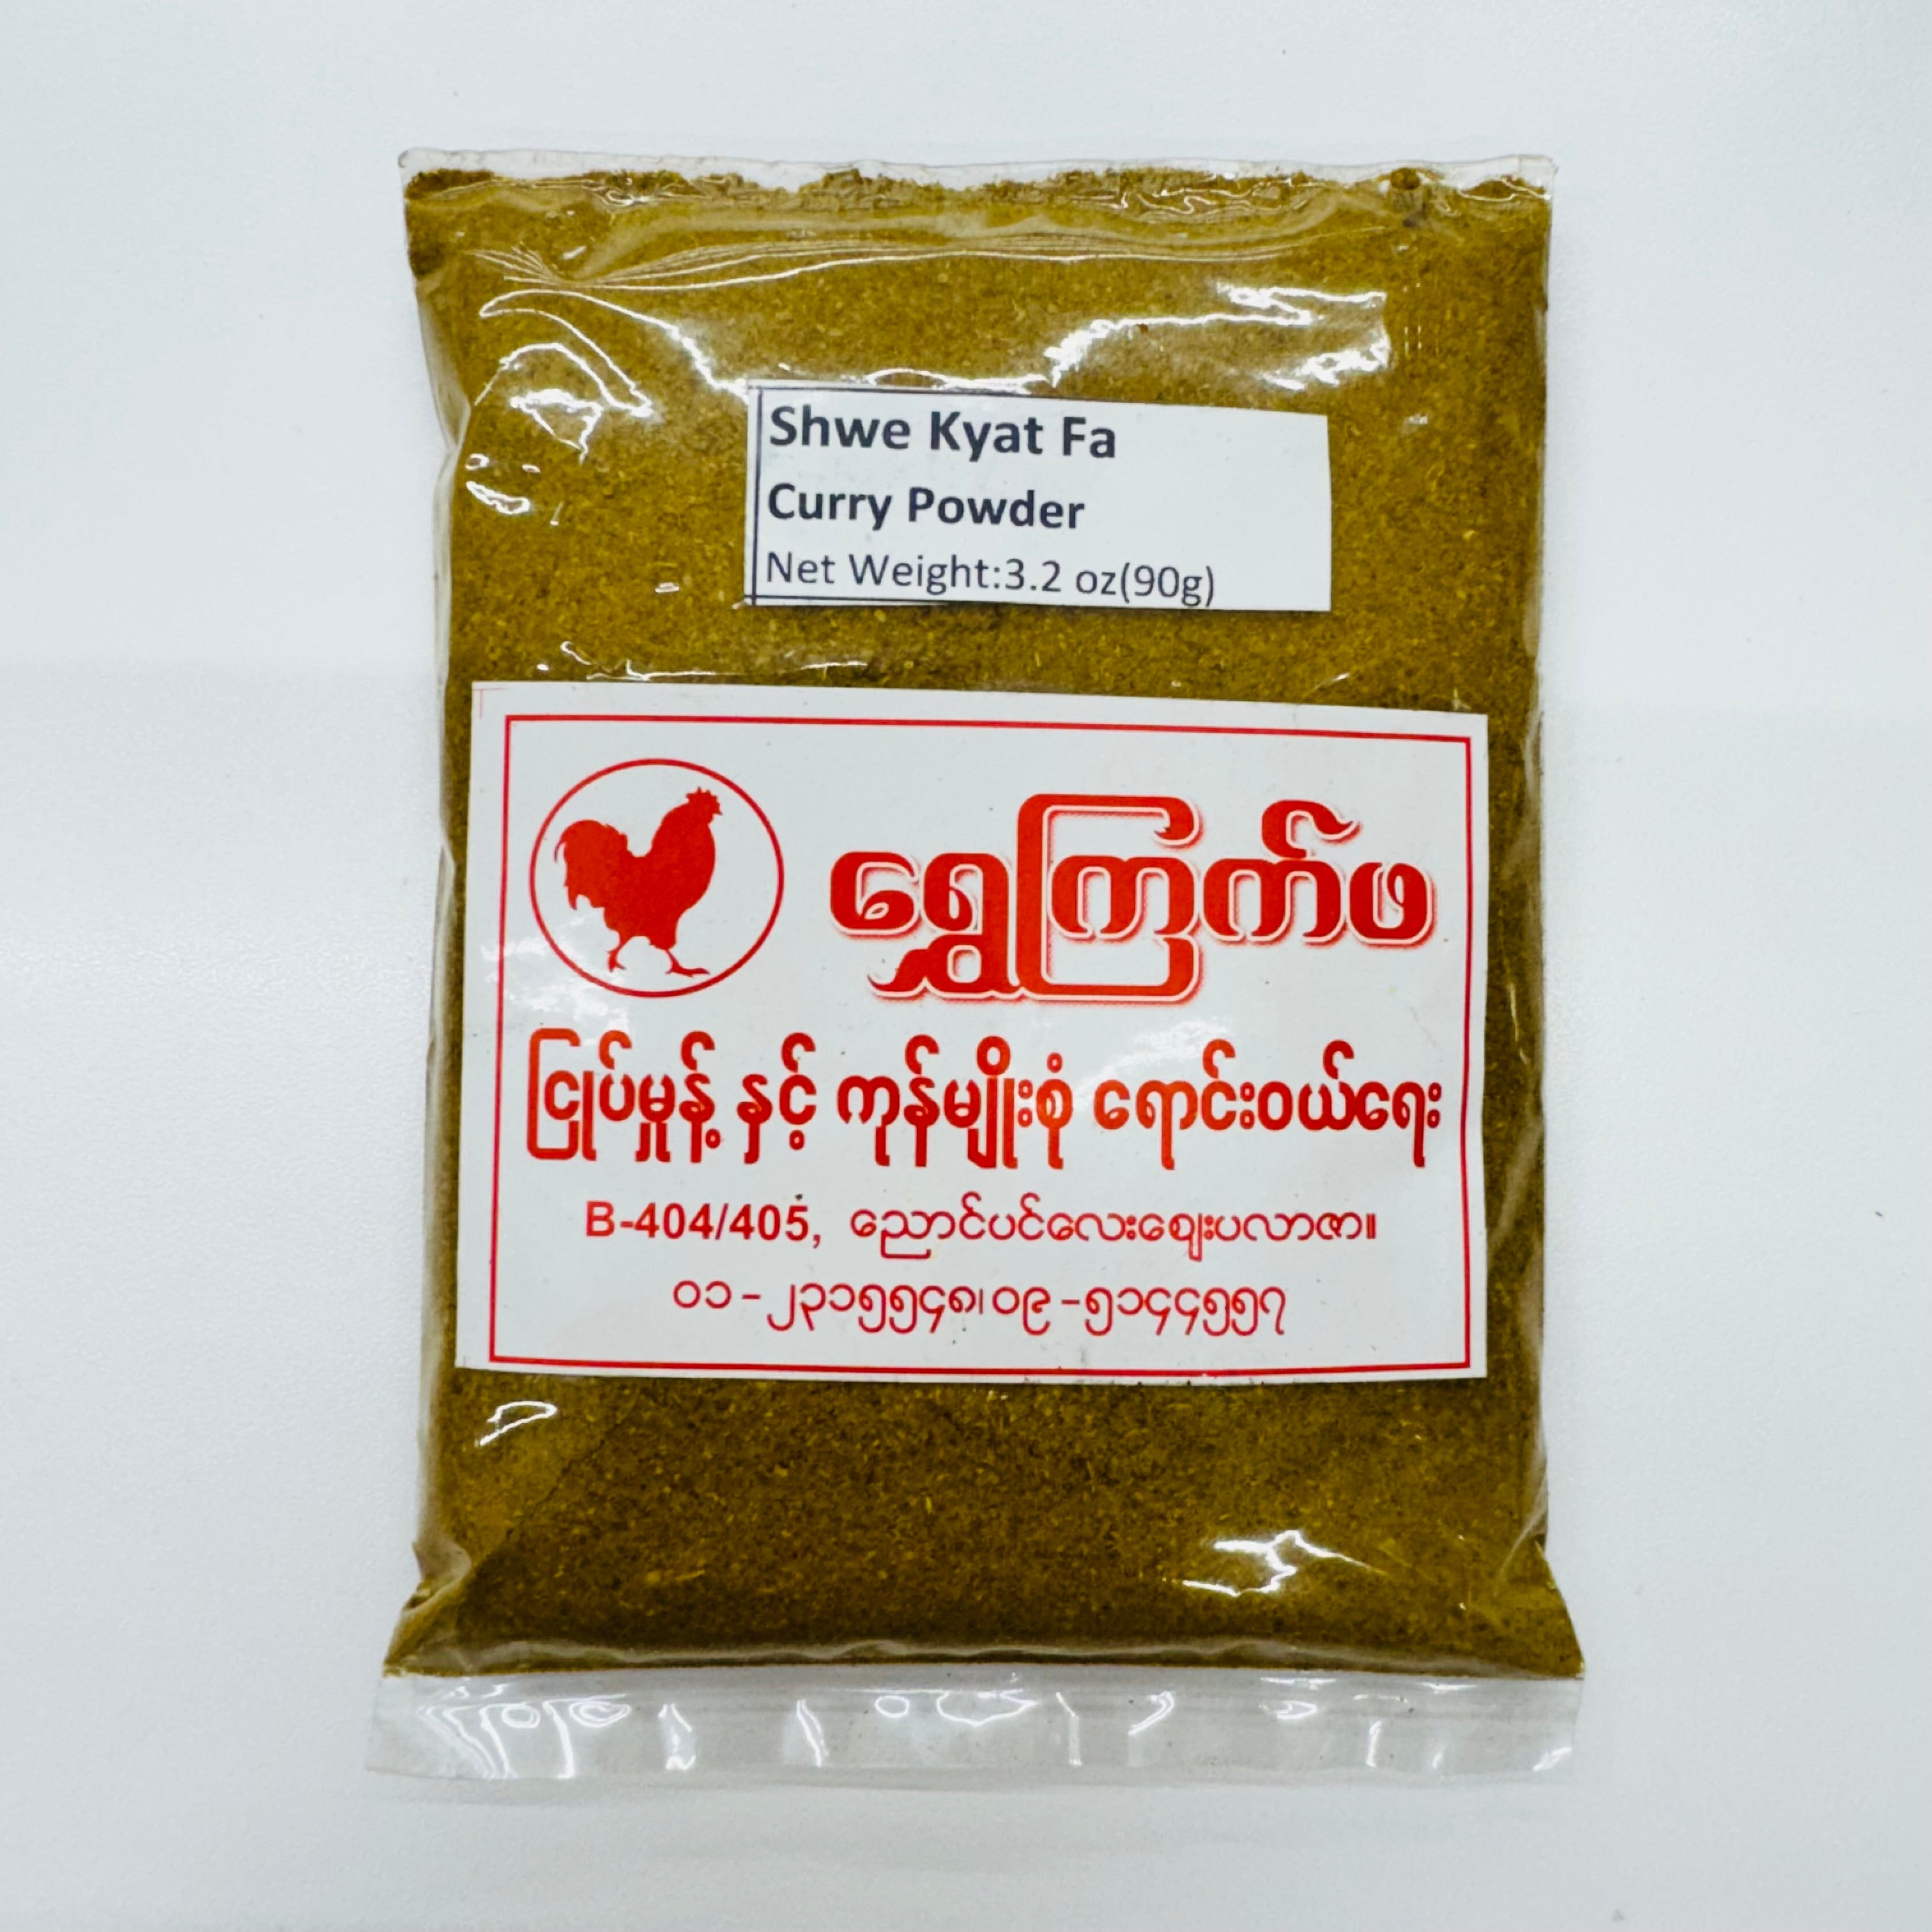 Shwe Kyat Fa
Curry Powder
Net Weight:3.2 oz(90g)
ရွှေကြက်ဖ
ငြုပ်မှုန့် နှင့် ကုန်မျိုးစုံ ရောင်းဝယ်ရေး
B-404/405, ညောင်ပင်လေးဈေးပလာဇာ။
၀၁-၂၃၁၅၅၄၈၊၀၉-၅၁၄၄၅၅၇